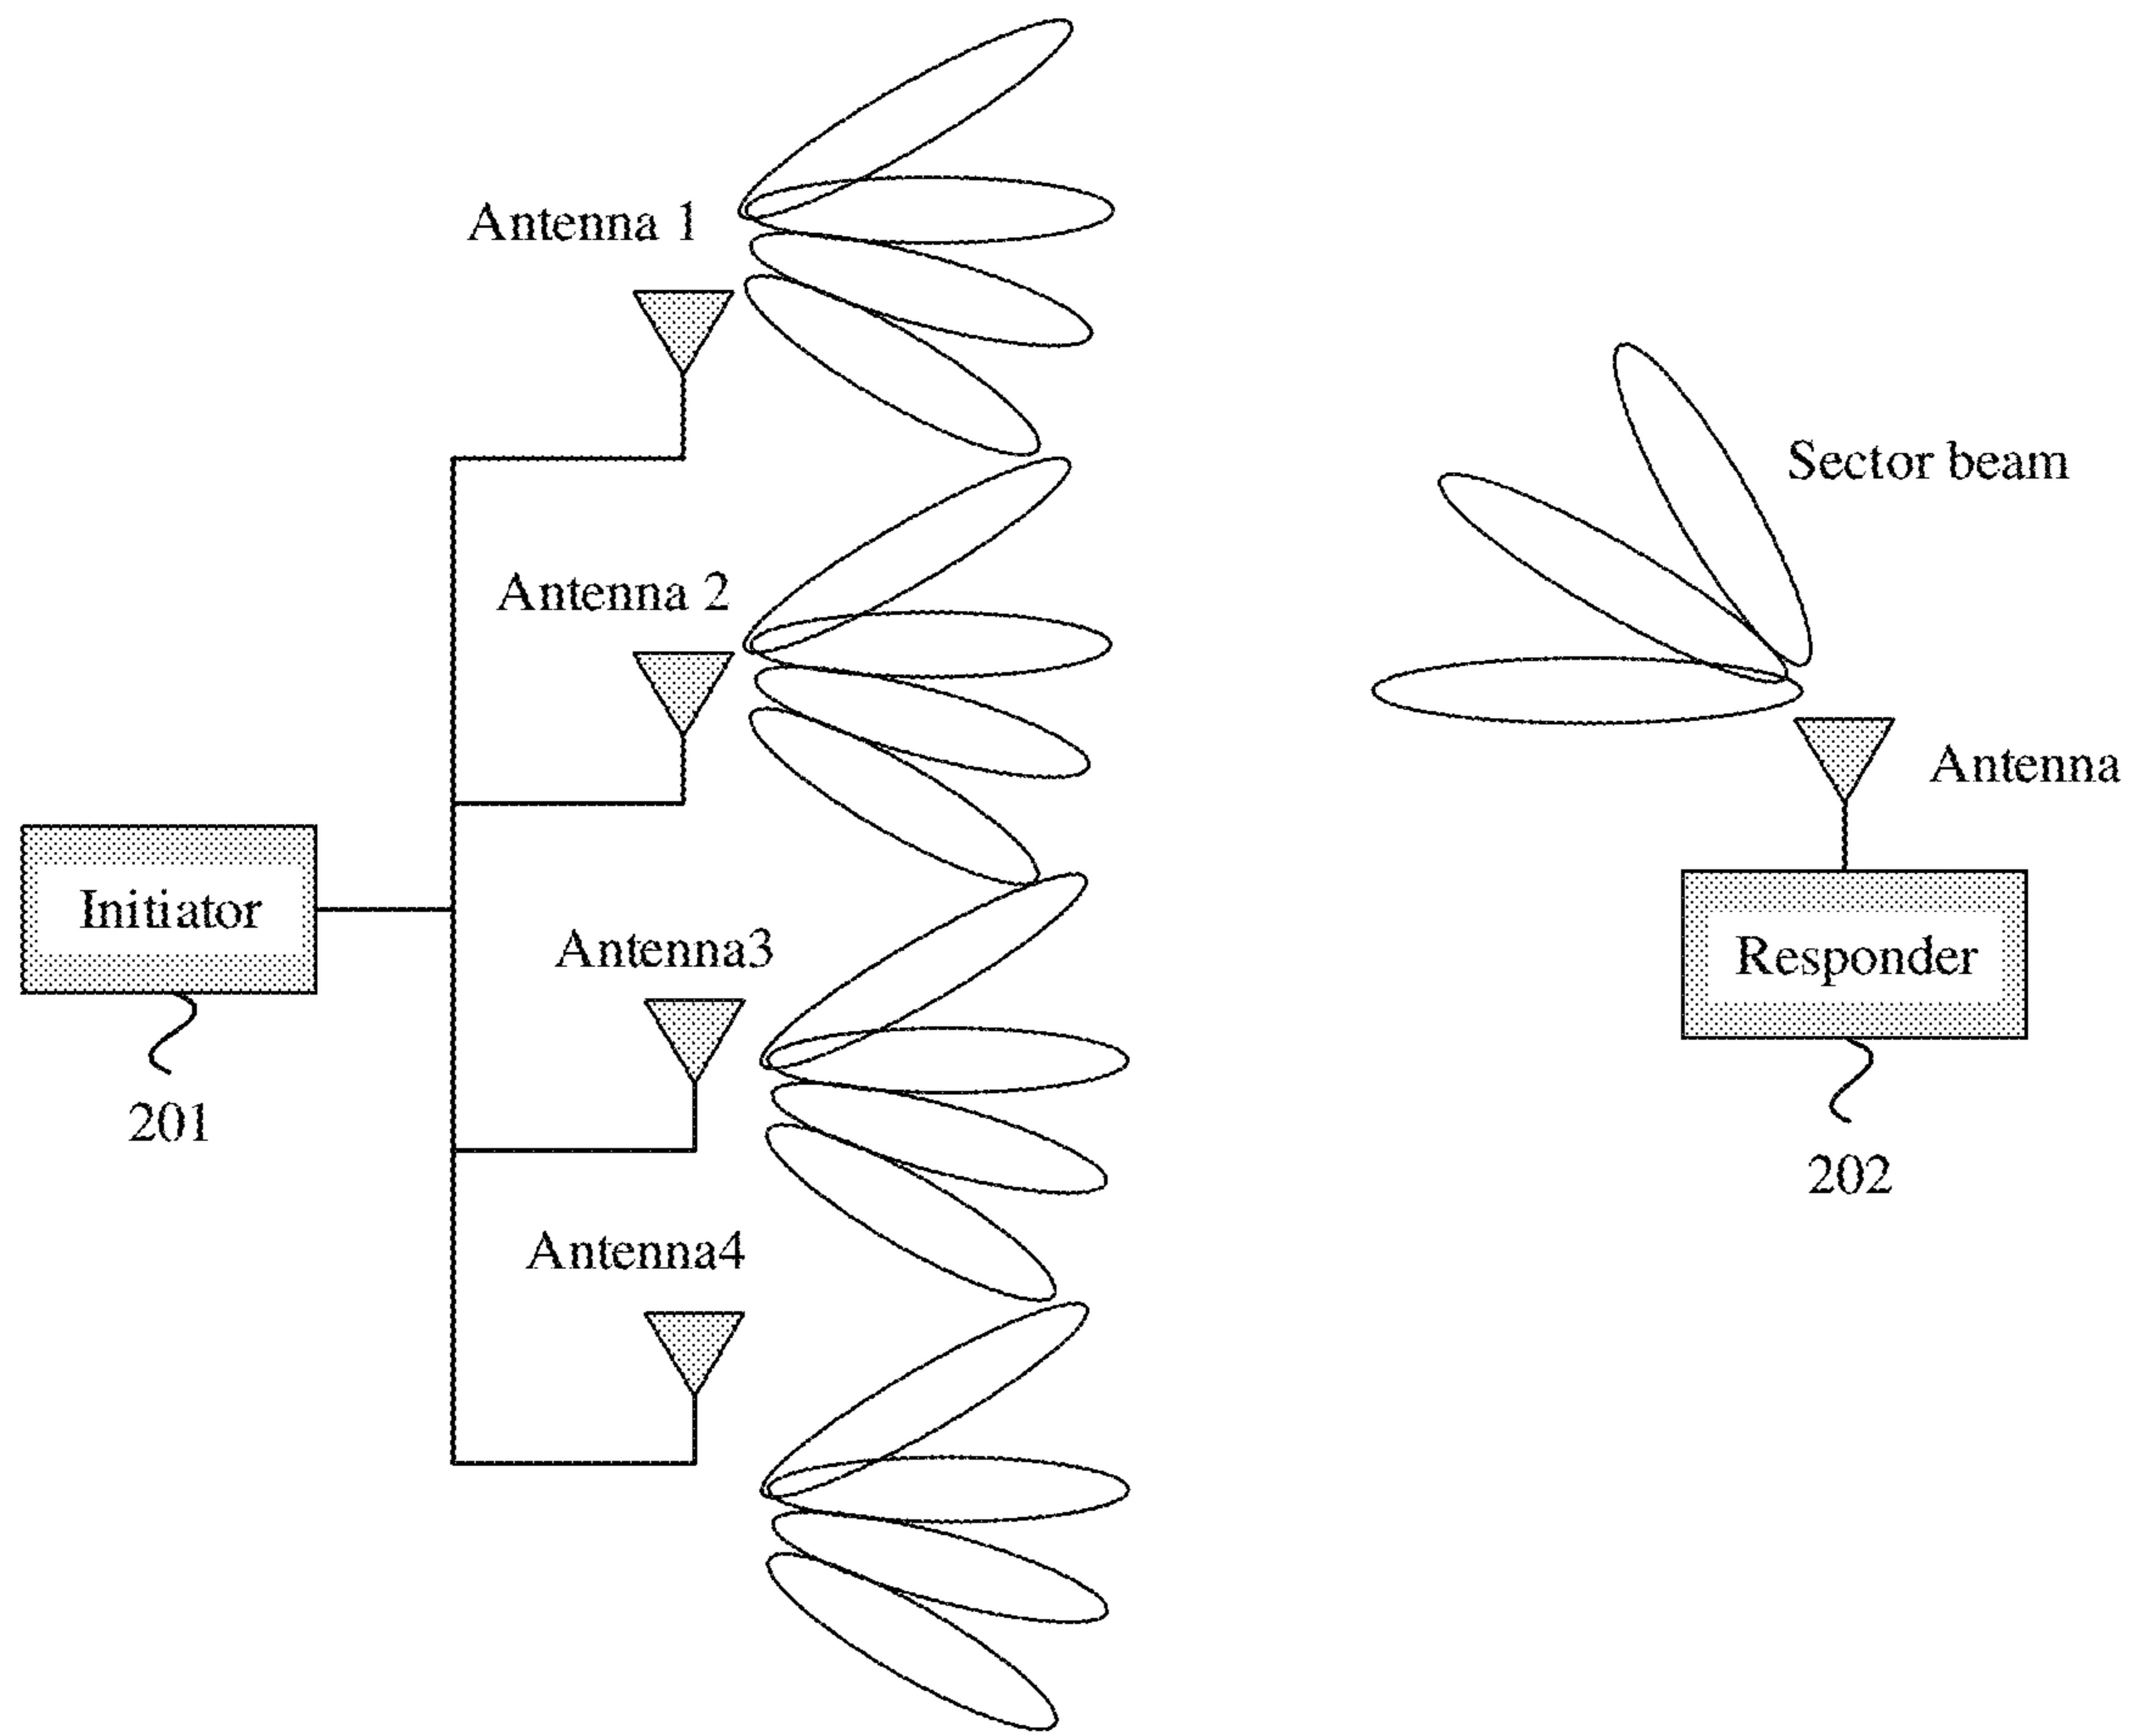 Antenna 1
Sector beam
Antenna 2
Antenna
Initiator
Antenna3
Responder
201
202
Antenna4